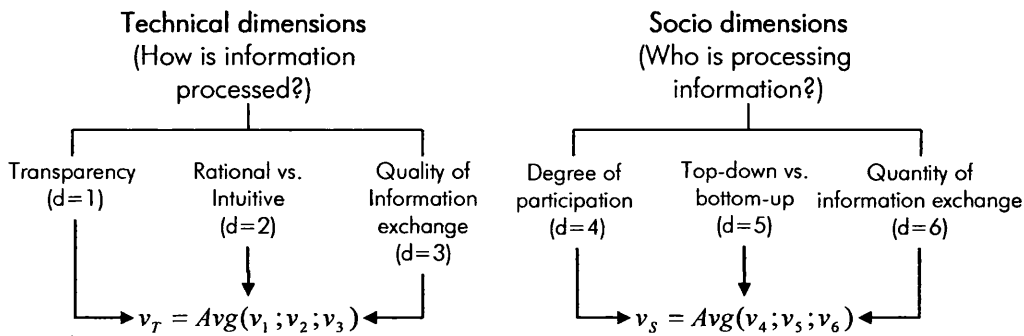 Technical dimensions
(How is information
processed?)
Transparency
(d=1)
Rational vs.
Intuitive
(d=2)
Quality of
Information
exchange
(d=3)
v_T = Avg(v_1;v_2;v_3)
Socio dimensions
(Who is processing
information?)
Degree of
participation
(d=4)
Top-down vs.
bottom-up
(d=5)
Quantity of
information exchange
(d=6)
v_S = Avg(v_4;v_5;v_6)